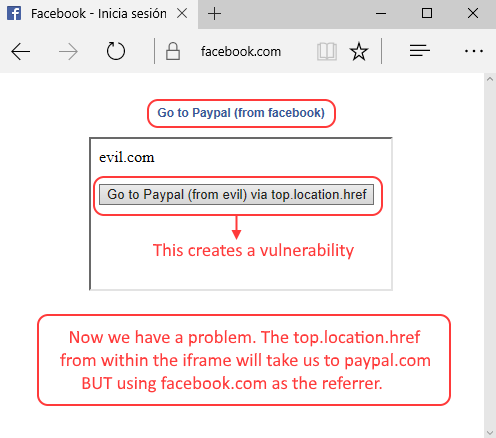 Facebook - Inicia sesión
facebook.com
Go to Paypal (from facebook)
evil.com
Go to Paypal (from evil) via top.location.href
This creates a vulnerability
Now we have a problem. The top.location.href
from within the iframe will take us to paypal.com
BUT using facebook.com as the referrer.